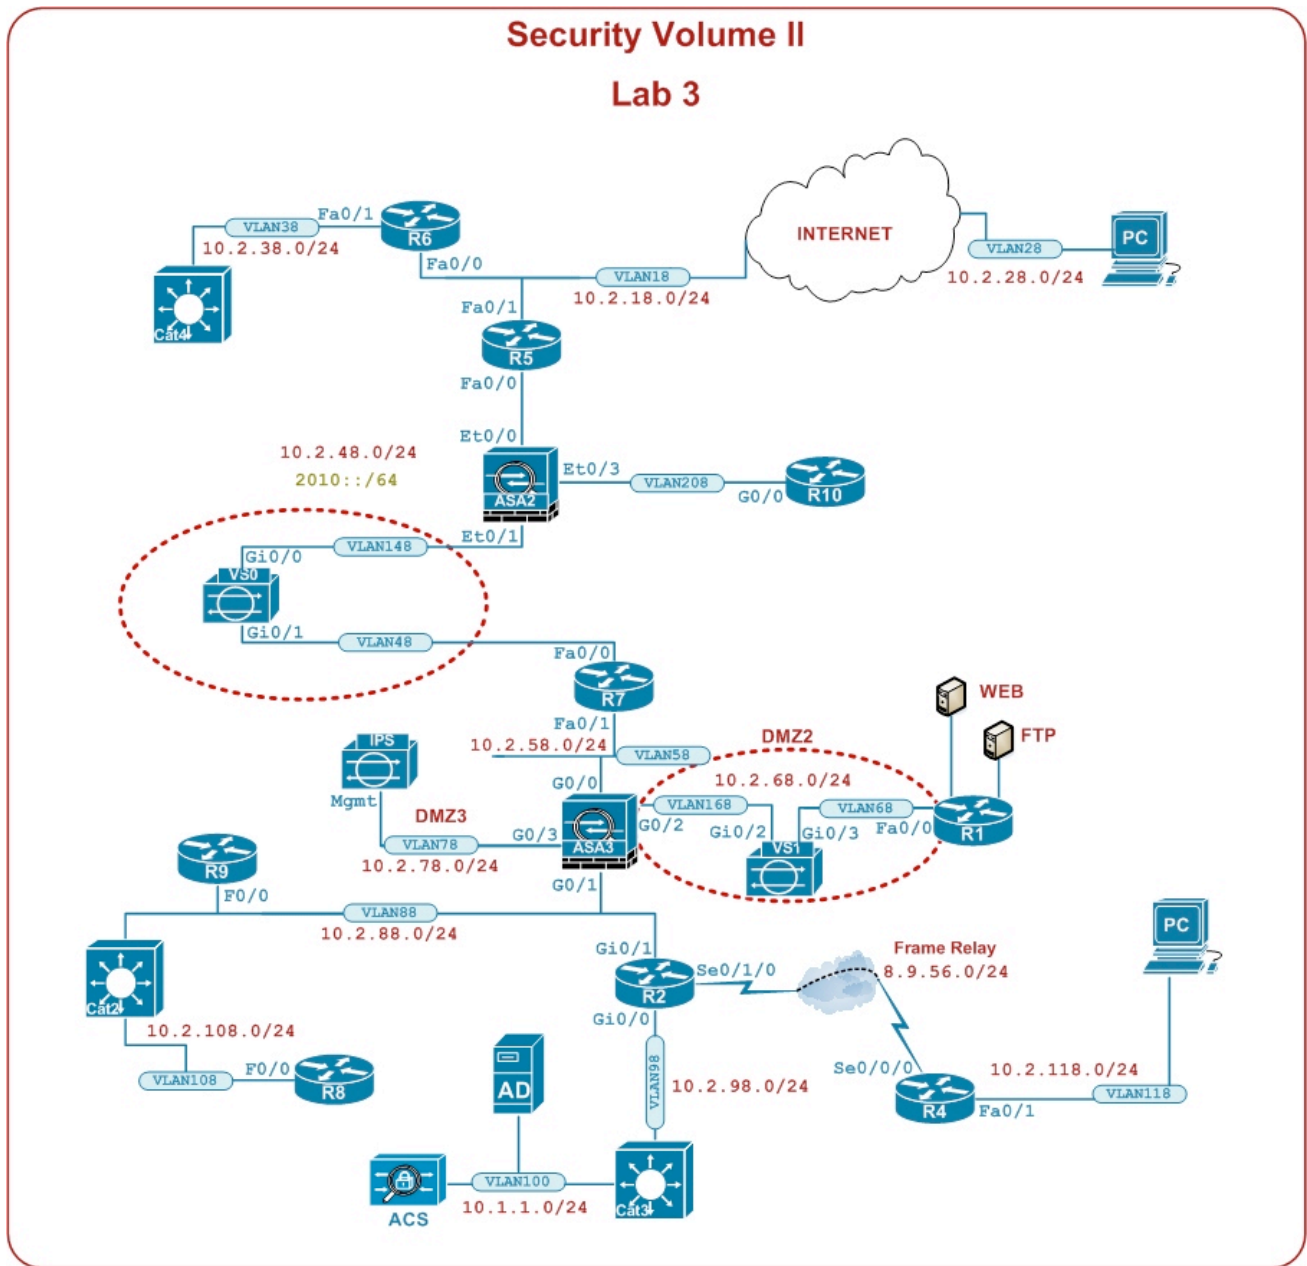 Security Volume II
Lab 3
Fa0/1
VLAN38
10.2.38.0/24
R6
Fa0/0
Cat4
INTERNET
VLAN18
10.2.18.0/24
VLAN28
10.2.28.0/24
PC
Fa0/1
R5
Fa0/0
Et0/0
10.2.48.0/24
2010::/64
ASA2
Et0/3
VLAN208
G0/0
R10
Et0/1
VLAN148
Gi0/0
VS0
Gi0/1
VLAN48
Fa0/0
R7
Fa0/1
10.2.58.0/24
VLAN58
DMZ2
WEB
FTP
IPS
Mgmt
DMZ3
VLAN78
10.2.78.0/24
G0/3
G0/0
ASA3
G0/1
10.2.68.0/24
VLAN168
G0/2
Gi0/2
VS1
Gi0/3
VLAN68
Fa0/0
R1
R9
F0/0
VLAN88
10.2.88.0/24
Cat2
10.2.108.0/24
VLAN108
F0/0
R8
Gi0/1
R2
Se0/1/0
Gi0/0
Frame Relay
8.9.56.0/24
PC
VLAN98
10.2.98.0/24
Se0/0/0
R4
Fa0/1
10.2.118.0/24
VLAN118
AD
ACS
VLAN100
10.1.1.0/24
Cat3